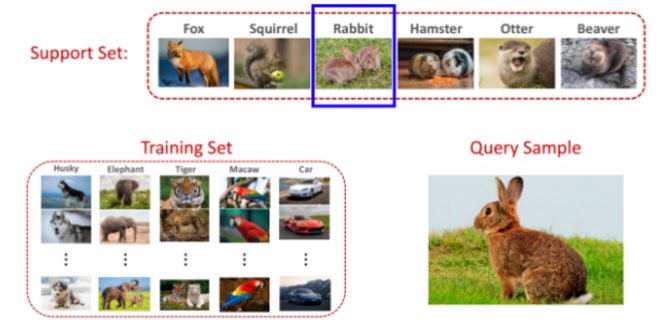 Support Set:
Fox Squirrel Rabbit Hamster Otter Beaver
Training Set
Husky Elephant Tiger Macaw Car
Query Sample